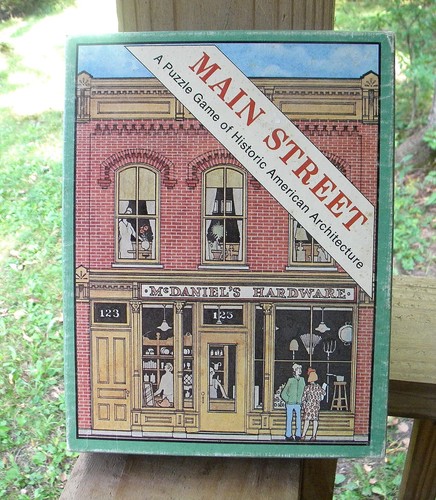 MAIN STREET
A Puzzle Game of Historic American Architecture
McDANIEL'S HARDWARE
123
125